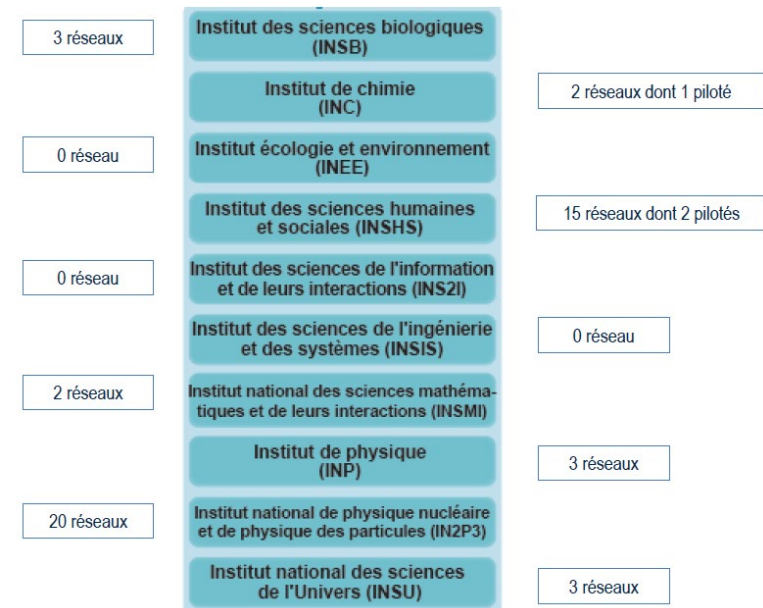 3 réseaux
Institut des sciences biologiques
(INSB)
Institut de chimie
(INC)
2 réseaux dont 1 piloté
0 réseau
Institut écologie et environnement
(INEE)
Institut des sciences humaines
et sociales (INSHS)
15 réseaux dont 2 pilotés
0 réseau
Institut des sciences de l'information
et de leurs interactions (INS2I)
Institut des sciences de l'ingénierie
et des systèmes (INSIS)
0 réseau
2 réseaux
Institut national des sciences mathéma-
tiques et de leurs interactions (INSMI)
Institut de physique
(INP)
3 réseaux
20 réseaux
Institut national de physique nucléaire
et de physique des particules (IN2P3)
Institut national des sciences
de l'Univers (INSU)
3 réseaux